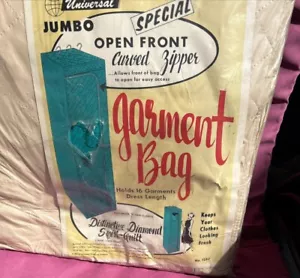 Universal
JUMBO
SPECIAL
OPEN FRONT
Curved Zipper
...Allows front of bag
to open for easy access
garment
Bag
Holds 16 Garments
Dress Length
Distinctive Diamond
Keeps
Your
Clothes
Looking
Fresh